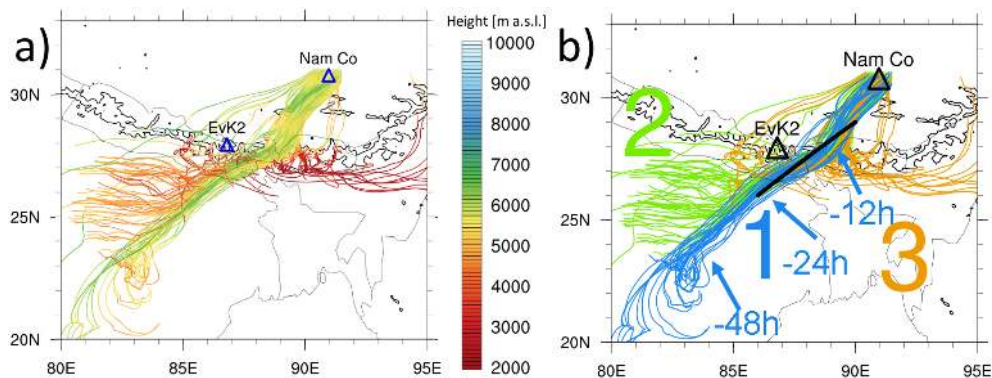 a)
Height [m a.s.l.]
Nam Co
EvK2
30N
25N
20N
80E
85E
90E
95E
10000
9000
8000
7000
6000
5000
4000
3000
2000
b)
Nam Co
EvK2
2
1
3
-12h
-24h
-48h
30N
25N
20N
80E
85E
90E
95E